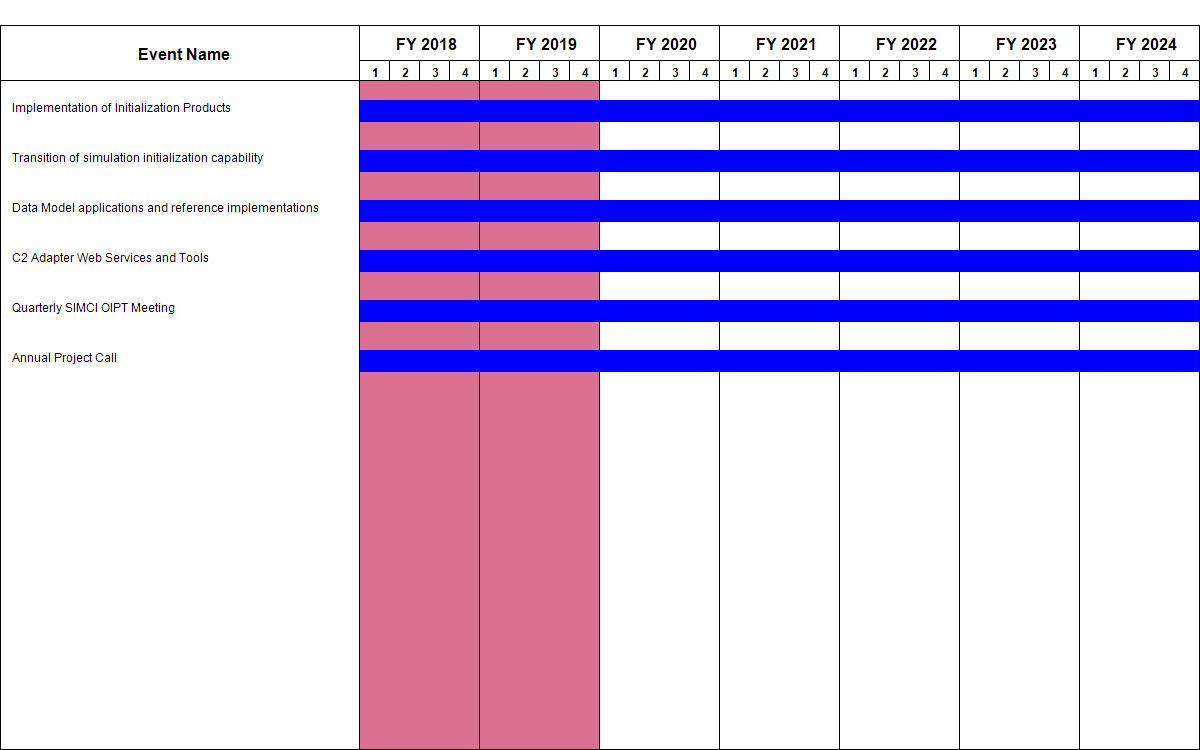 Event Name FY 2018 FY 2019 FY 2020 FY 2021 FY 2022 FY 2023 FY 2024
1 2 3 4 1 2 3 4 1 2 3 4 1 2 3 4 1 2 3 4 1 2 3 4 1 2 3 4
Implementation of Initialization Products
Transition of simulation initialization capability
Data Model applications and reference implementations
C2 Adapter Web Services and Tools
Quarterly SIMCI OIPT Meeting
Annual Project Call